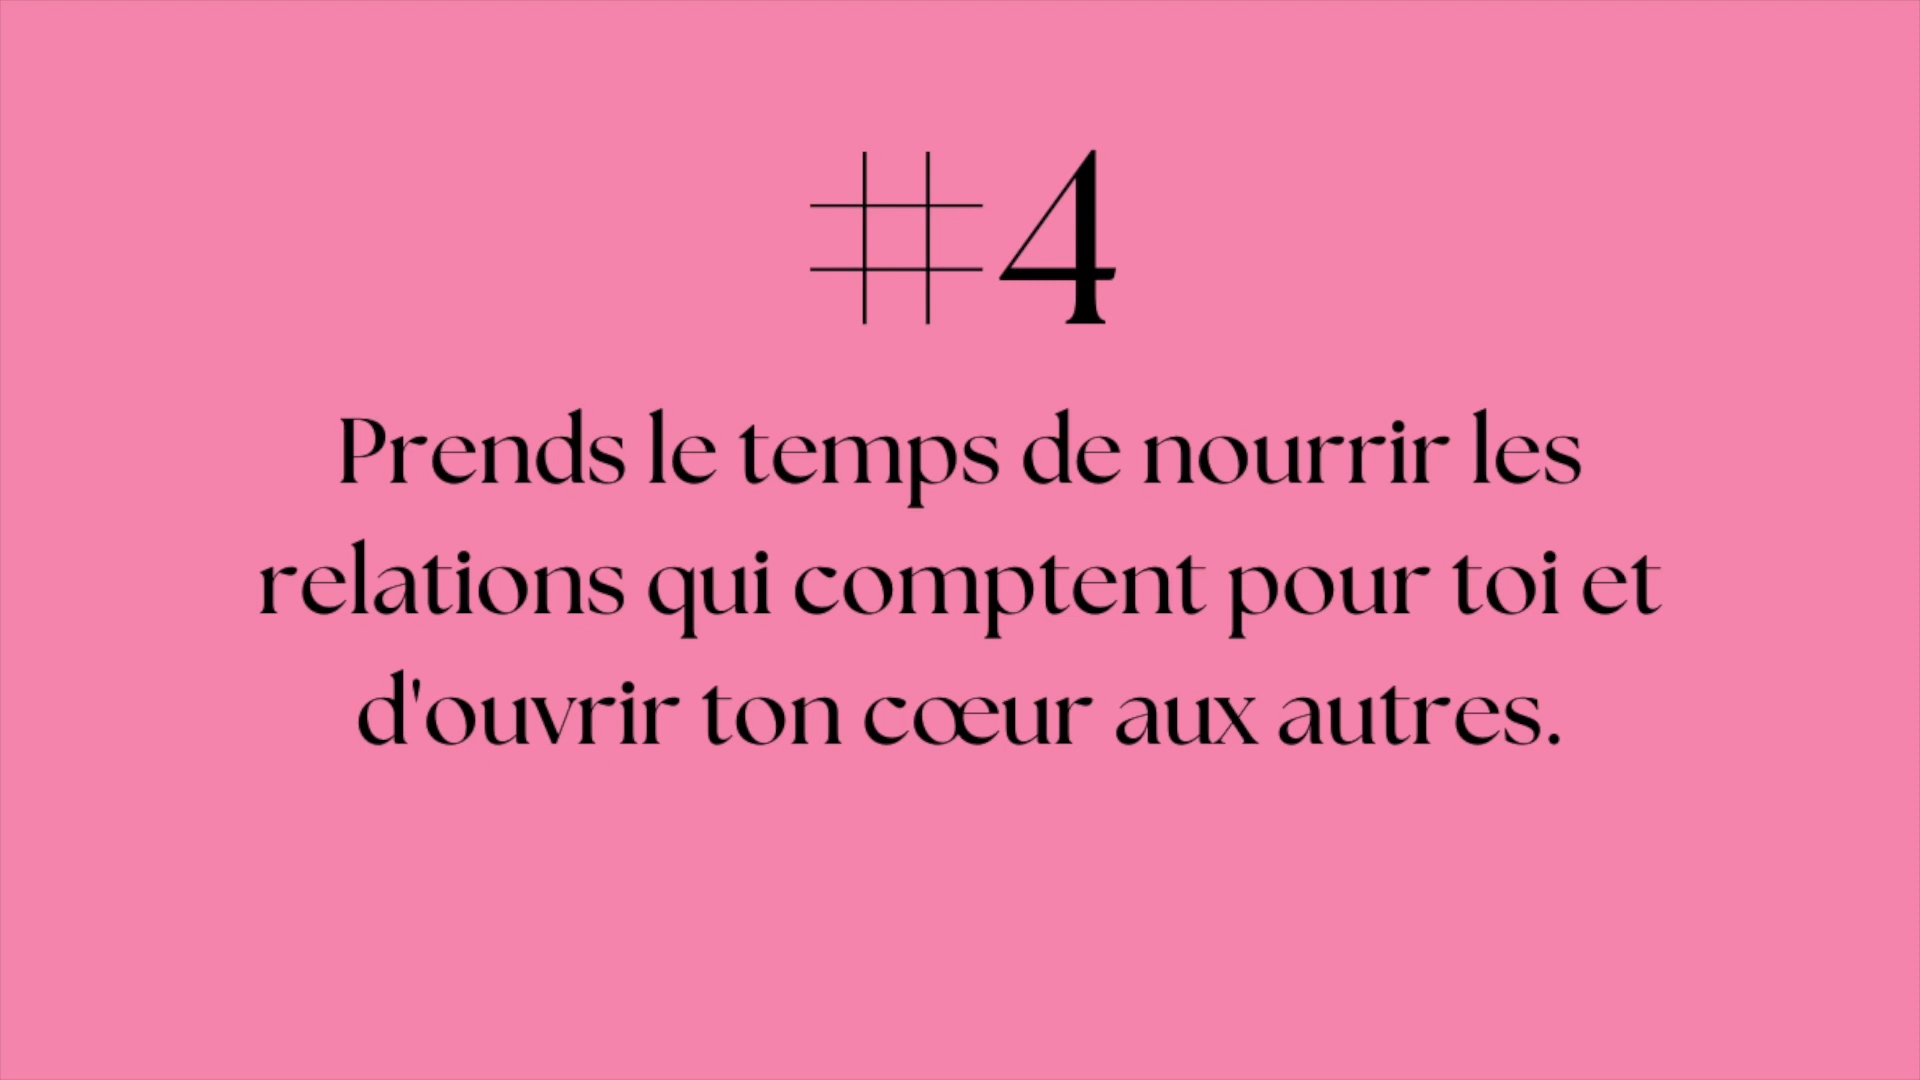 #4
Prends le temps de nourrir les
relations qui comptent pour toi et
d'ouvrir ton cœur aux autres.